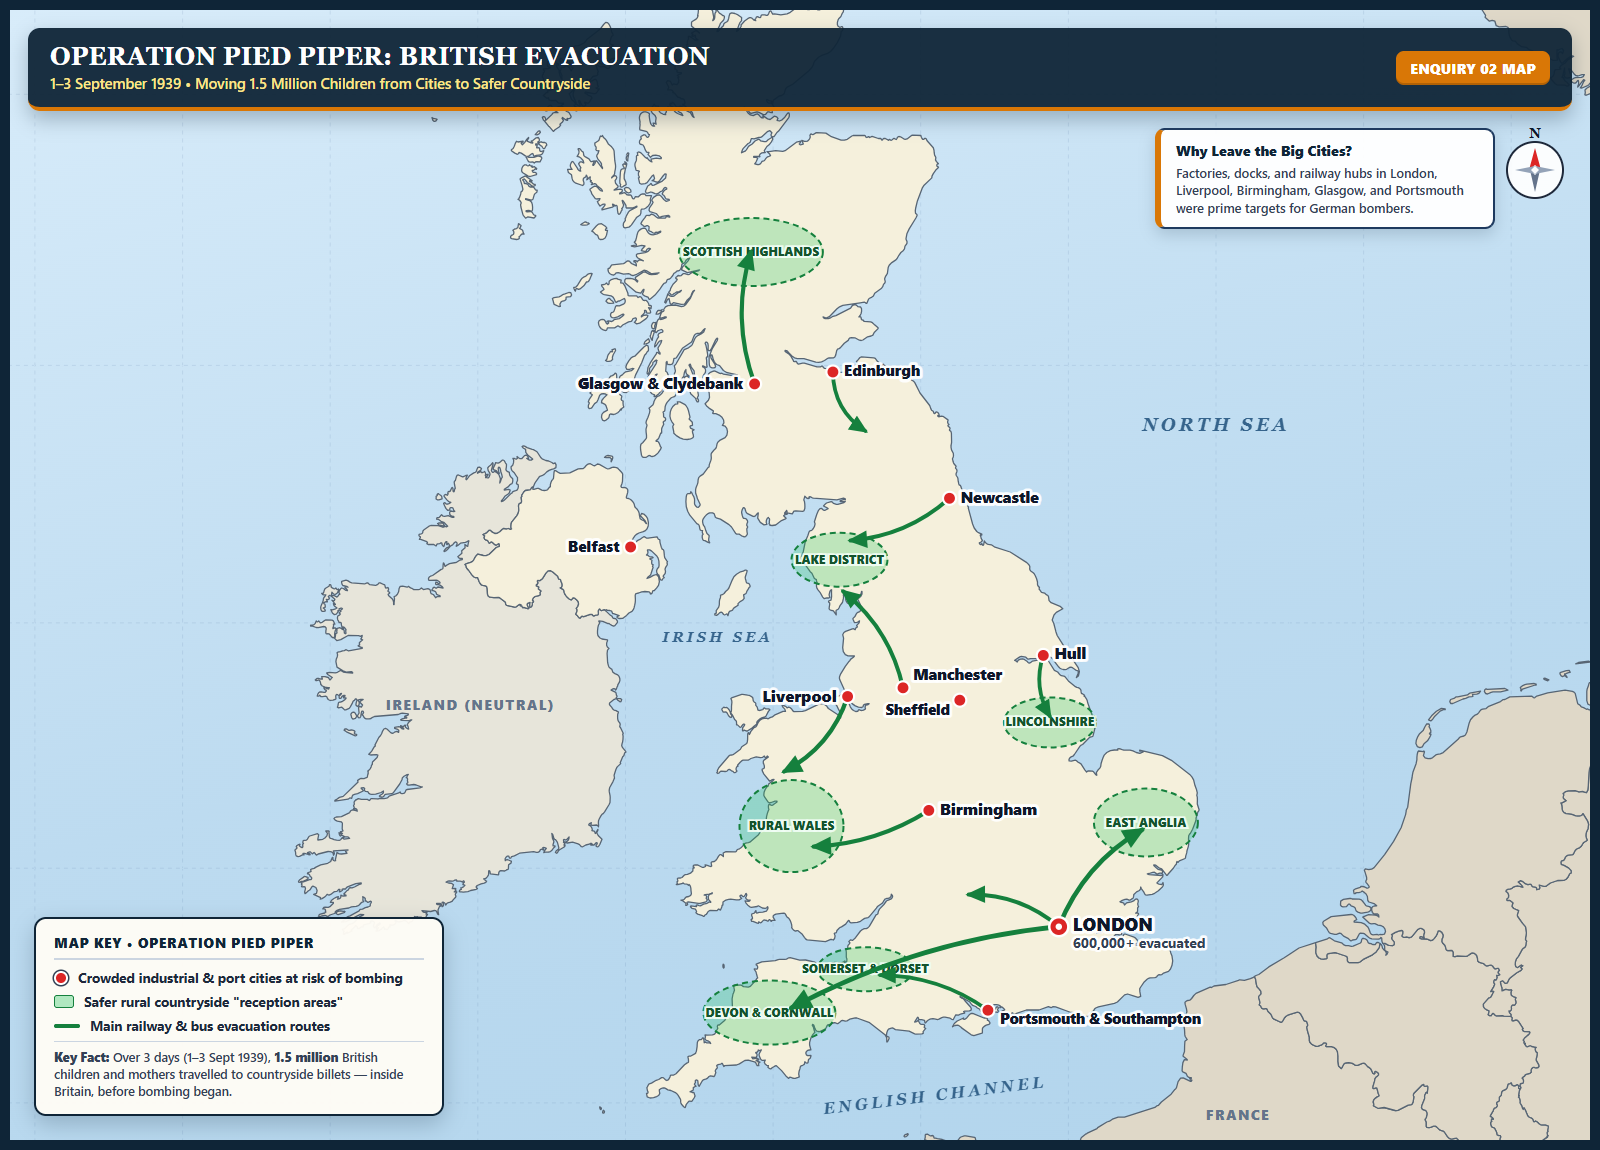 OPERATION PIED PIPER: BRITISH EVACUATION
1–3 September 1939 • Moving 1.5 Million Children from Cities to Safer Countryside
ENQUIRY 02 MAP
Why Leave the Big Cities?
Factories, docks, and railway hubs in London,
Liverpool, Birmingham, Glasgow, and Portsmouth
were prime targets for German bombers.
N
SCOTTISH HIGHLANDS
Glasgow & Clydebank
Edinburgh
NORTH SEA
Newcastle
Belfast
LAKE DISTRICT
IRISH SEA
Hull
Manchester
Liverpool
Sheffield
IRELAND (NEUTRAL)
LINCOLNSHIRE
Birmingham
EAST ANGLIA
RURAL WALES
LONDON
600,000+ evacuated
SOMERSET & DORSET
DEVON & CORNWALL
Portsmouth & Southampton
ENGLISH CHANNEL
FRANCE
MAP KEY • OPERATION PIED PIPER
Crowded industrial & port cities at risk of bombing
Safer rural countryside "reception areas"
Main railway & bus evacuation routes
Key Fact: Over 3 days (1–3 Sept 1939), 1.5 million British
children and mothers travelled to countryside billets — inside
Britain, before bombing began.